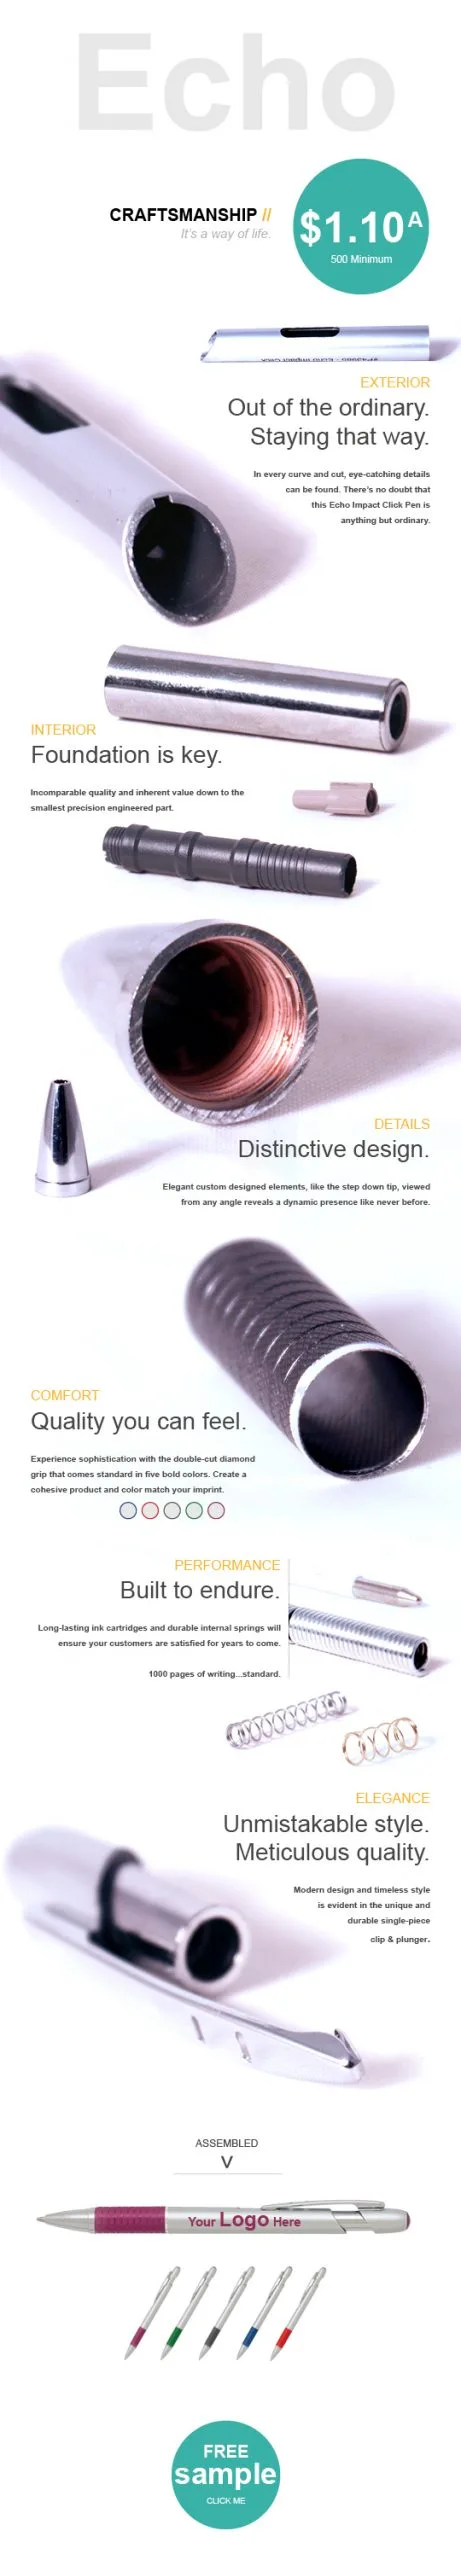 Echo
CRAFTSMANSHIP //
It's a way of life.
$1.10A
500 Minimum
EXTERIOR
Out of the ordinary.
Staying that way.
In every curve and cut, eye-catching details
can be found. There's no doubt that
this Echo Impact Click Pen is
anything but ordinary.
INTERIOR
Foundation is key.
Incomparable quality and inherent value down to the
smallest precision engineered part.
DETAILS
Distinctive design.
Elegant custom designed elements, like the step down tip, viewed
from any angle reveals a dynamic presence like never before.
COMFORT
Quality you can feel.
Experience sophistication with the double-cut diamond
grip that comes standard in five bold colors. Create a
cohesive product and color match your imprint.
PERFORMANCE
Built to endure.
Long-lasting ink cartridges and durable internal springs will
ensure your customers are satisfied for years to come.
1000 pages of writing...standard.
ELEGANCE
Unmistakable style.
Meticulous quality.
Modern design and timeless style
is evident in the unique and
durable single-piece
clip & plunger.
ASSEMBLED
V
Your Logo Here
FREE
sample
CLICK ME